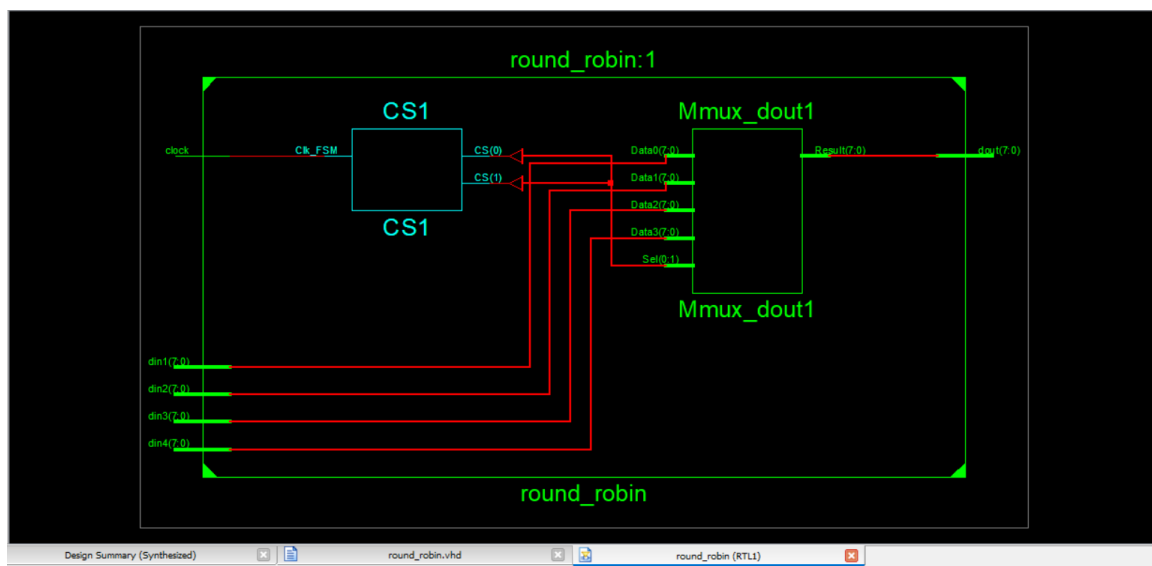 round_robin:1
CS1
Mmux_dout1
clock
Clk_FSM
CS(0)
CS(1)
Data0(7:0)
Data1(7:0)
Data2(7:0)
Data3(7:0)
Sel(0:1)
Result(7:0)
dout(7:0)
CS1
Mmux_dout1
din1(7:0)
din2(7:0)
din3(7:0)
din4(7:0)
round_robin
Design Summary (Synthesized)
round_robin.vhd
round_robin (RTL1)